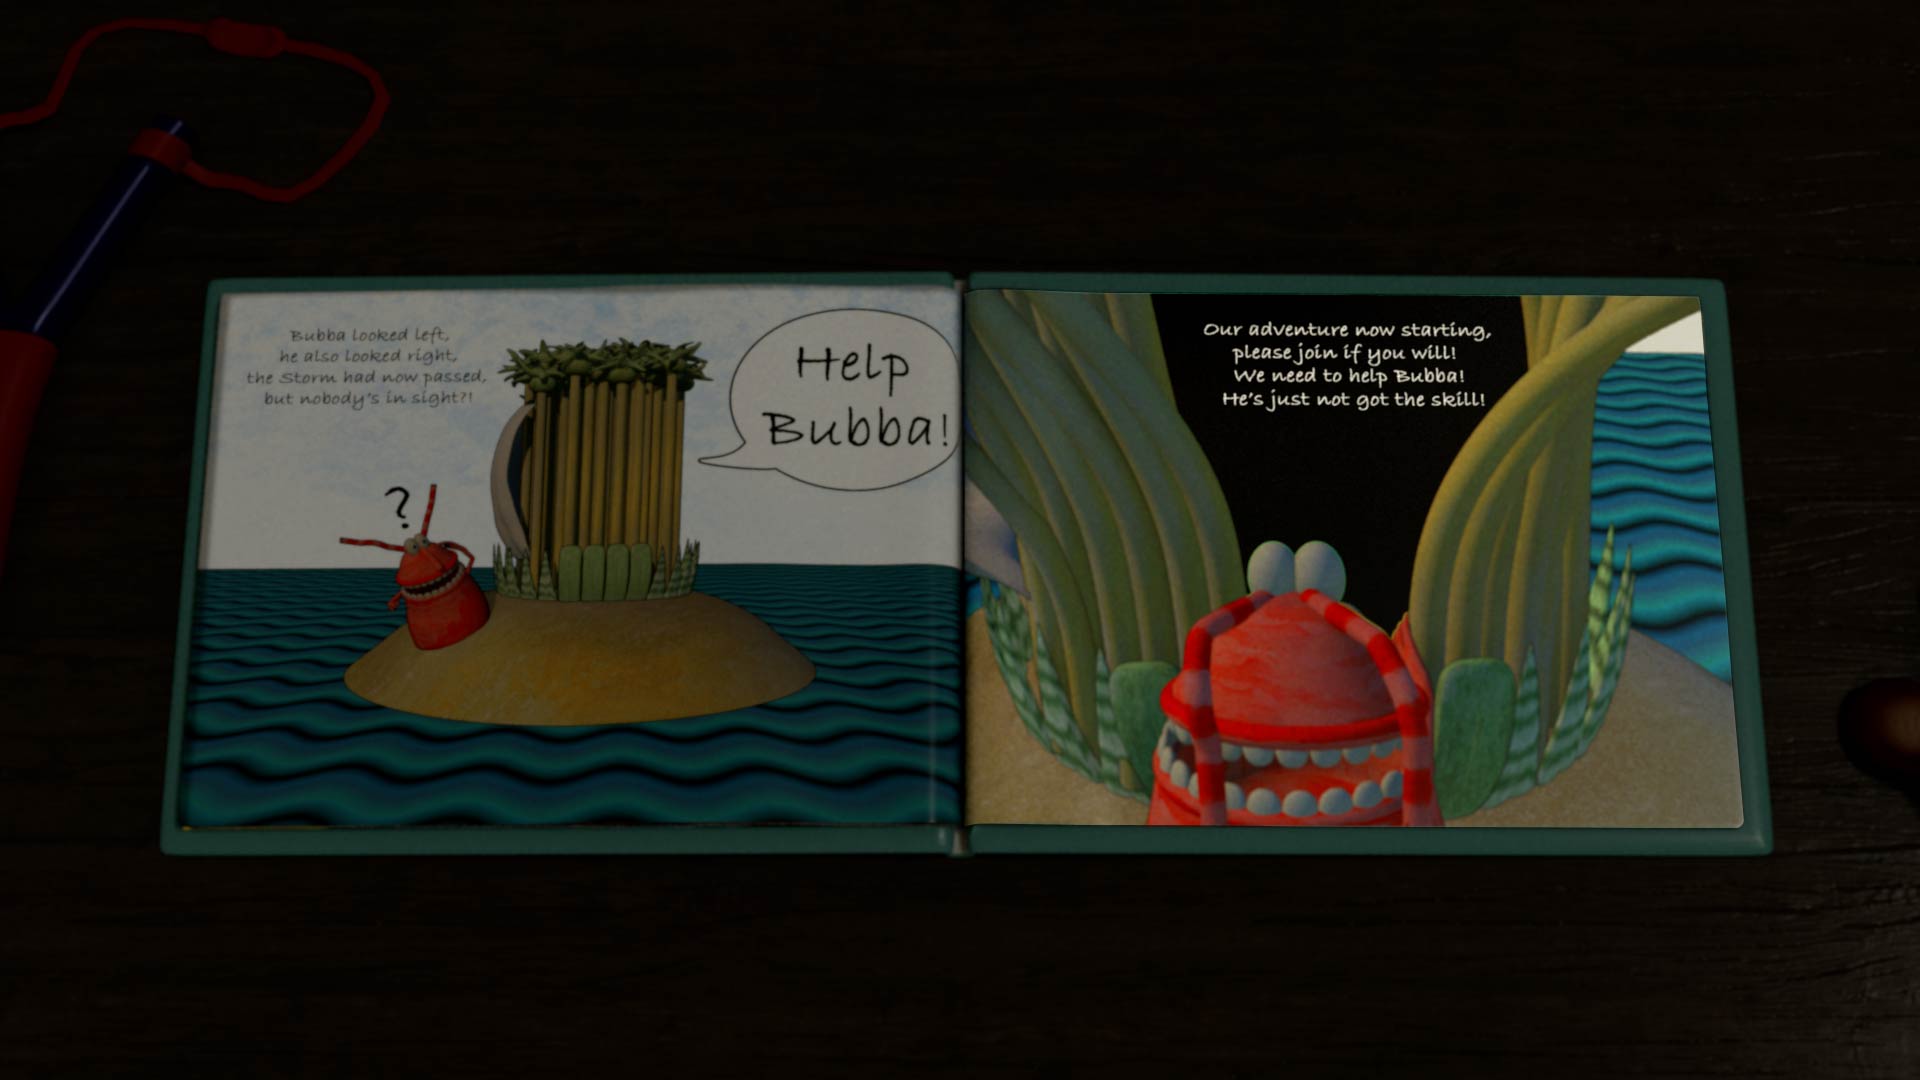 Bubba looked left,
he also looked right,
the Storm had now passed,
but nobody's in sight?!
?
Help
Bubba!
Our adventure now starting,
please join if you will!
We need to help Bubba!
He's just not got the skill!